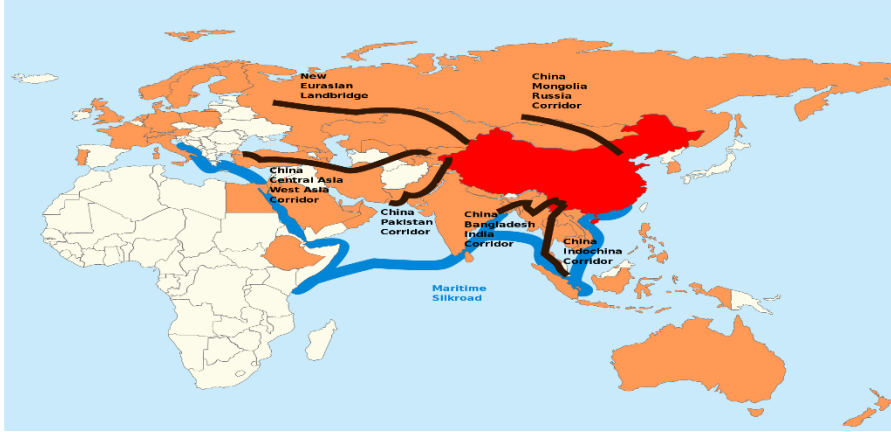 New
Eurasian
Landbridge
China
Mongolia
Russia
Corridor
China
Central Asia
West Asia
Corridor
China
Pakistan
Corridor
China
Bangladesh
India
Corridor
China
Indochina
Corridor
Maritime
Silkroad